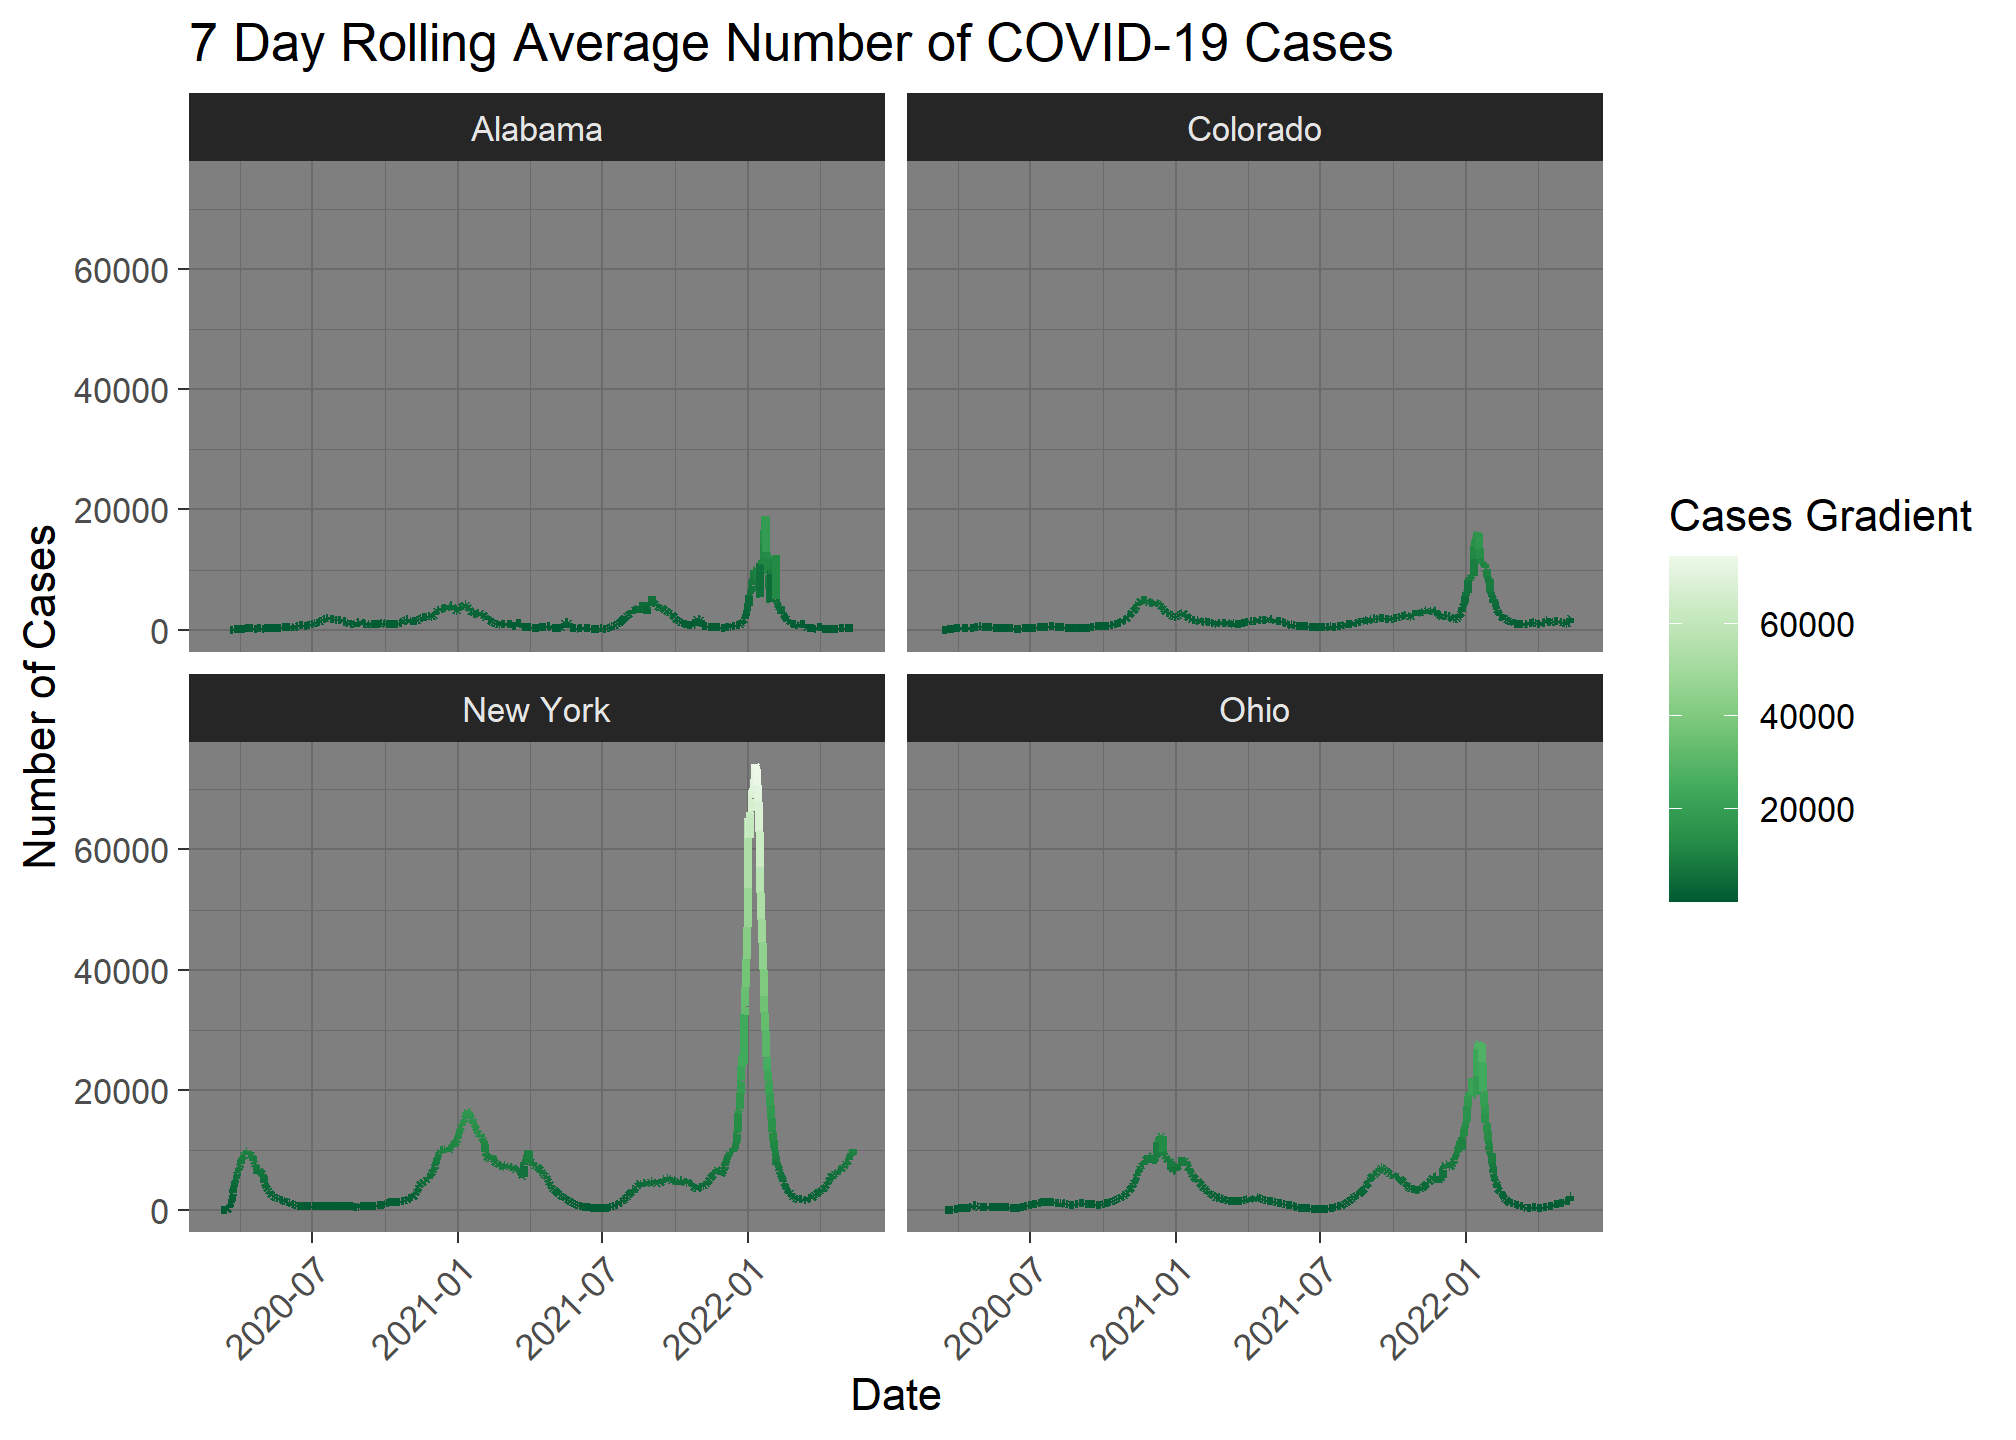 7 Day Rolling Average Number of COVID-19 Cases
Alabama
Colorado
60000
40000
20000
0
New York
Ohio
60000
40000
20000
0
2020-07
2021-01
2021-07
2022-01
2020-07
2021-01
2021-07
2022-01
Number of Cases
Date
Cases Gradient
60000
40000
20000